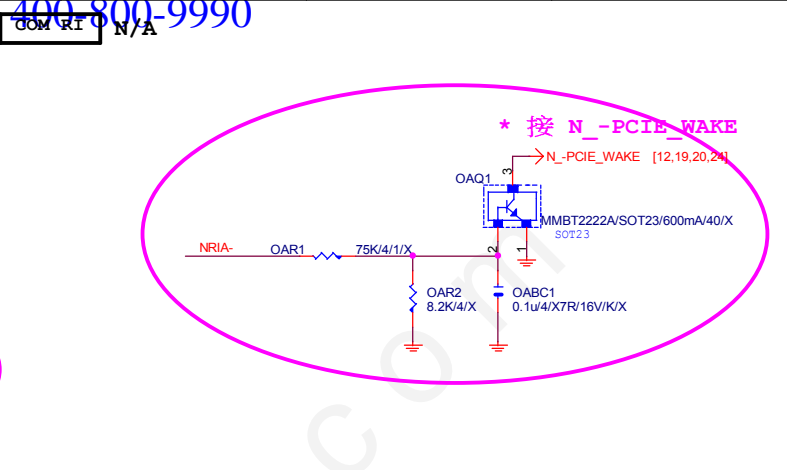 400-800-9990
COM RI
N/A
* 接 N_-PCIE_WAKE
N_-PCIE_WAKE [12,19,20,24]
3
OAQ1
MMBT2222A/SOT23/600mA/40/X
SOT23
NRIA-
OAR1
75K/4/1/X
2
1
OAR2
8.2K/4/X
OABC1
0.1u/4/X7R/16V/K/X
com